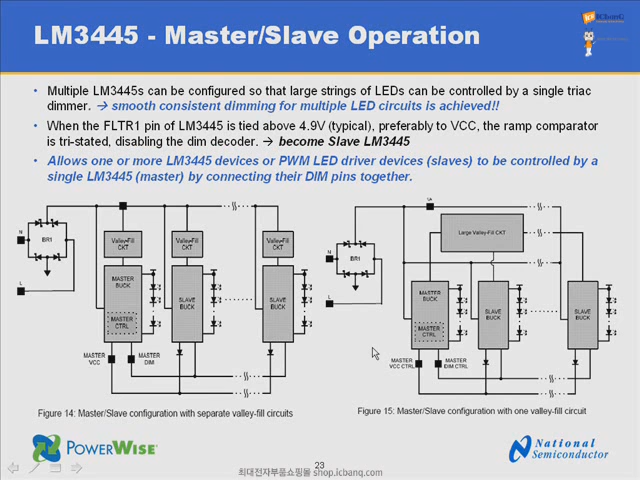 LM3445 - Master/Slave Operation
• Multiple LM3445s can be configured so that large strings of LEDs can be controlled by a single triac
dimmer. → smooth consistent dimming for multiple LED circuits is achieved!!
• When the FLTR1 pin of LM3445 is tied above 4.9V (typical), preferably to VCC, the ramp comparator
is tri-stated, disabling the dim decoder. → become Slave LM3445
• Allows one or more LM3445 devices or PWM LED driver devices (slaves) to be controlled by a
single LM3445 (master) by connecting their DIM pins together.
N
BR1
L
Valley-Fill
CKT
Valley-Fill
CKT
Valley-Fill
CKT
MASTER
BUCK
MASTER
CTRL
SLAVE
BUCK
SLAVE
BUCK
MASTER
VCC
MASTER
DIM
Figure 14: Master/Slave configuration with separate valley-fill circuits
N
BR1
L
Large Valley-Fill CKT
MASTER
BUCK
MASTER
CTRL
SLAVE
BUCK
SLAVE
BUCK
MASTER
VCC CTRL
MASTER
DIM CTRL
Figure 15: Master/Slave configuration with one valley-fill circuit
POWERWISE®
National
Semiconductor
23
최대전자부품쇼핑몰 shop.icbanq.com